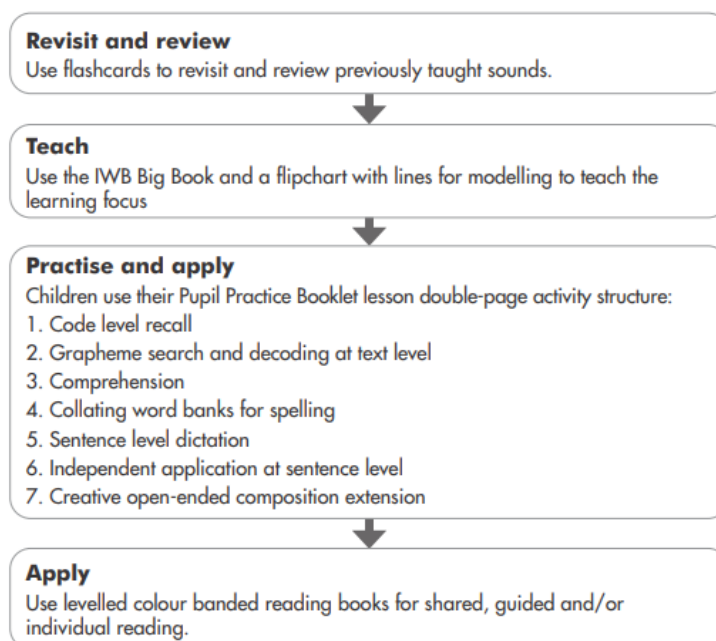 Revisit and review
Use flashcards to revisit and review previously taught sounds.
Teach
Use the IWB Big Book and a flipchart with lines for modelling to teach the
learning focus
Practise and apply
Children use their Pupil Practice Booklet lesson double-page activity structure:
1. Code level recall
2. Grapheme search and decoding at text level
3. Comprehension
4. Collating word banks for spelling
5. Sentence level dictation
6. Independent application at sentence level
7. Creative open-ended composition extension
Apply
Use levelled colour banded reading books for shared, guided and/or
individual reading.